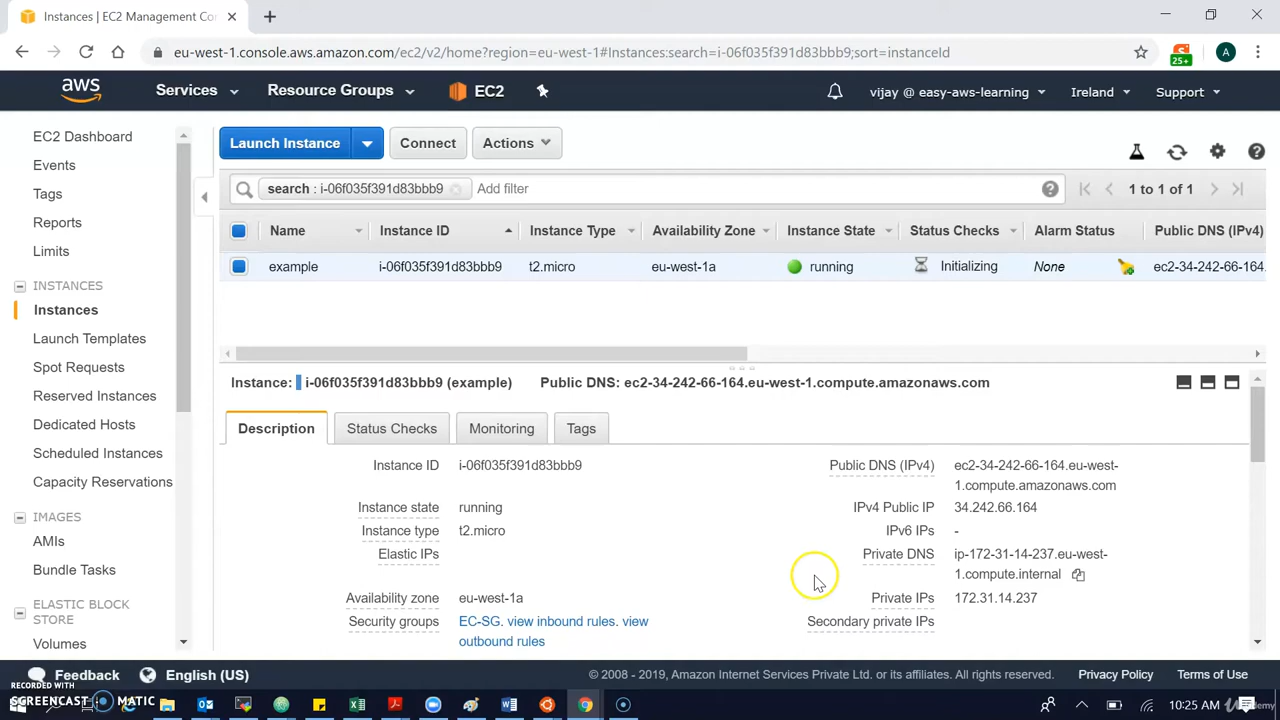 Instances | EC2 Management Co
eu-west-1.console.aws.amazon.com/ec2/v2/home?region=eu-west-1#Instances:search=i-06f035f391d83bbb9;sort=instanceId
25+
A
aws
Services
Resource Groups
EC2
vijay @ easy-aws-learning
Ireland
Support
EC2 Dashboard
Events
Tags
Reports
Limits
INSTANCES
Instances
Launch Templates
Spot Requests
Reserved Instances
Dedicated Hosts
Scheduled Instances
Capacity Reservations
IMAGES
AMIs
Bundle Tasks
ELASTIC BLOCK
STORE
Volumes
Launch Instance
Connect
Actions
search : i-06f035f391d83bbb9
Add filter
1 to 1 of 1
Name Instance ID Instance Type Availability Zone Instance State Status Checks Alarm Status Public DNS (IPv4)
example i-06f035f391d83bbb9 t2.micro eu-west-1a running Initializing None ec2-34-242-66-164.
Instance: i-06f035f391d83bbb9 (example) Public DNS: ec2-34-242-66-164.eu-west-1.compute.amazonaws.com
Description Status Checks Monitoring Tags
Instance ID i-06f035f391d83bbb9
Instance state running
Instance type t2.micro
Elastic IPs
Availability zone eu-west-1a
Security groups EC-SG. view inbound rules. view
outbound rules
Public DNS (IPv4) ec2-34-242-66-164.eu-west-
1.compute.amazonaws.com
IPv4 Public IP 34.242.66.164
IPv6 IPs -
Private DNS ip-172-31-14-237.eu-west-
1.compute.internal
Private IPs 172.31.14.237
Secondary private IPs
Feedback English (US)
© 2008 - 2019, Amazon Internet Services Private Ltd. or its affiliates. All rights reserved. Privacy Policy Terms of Use
RECORDED WITH
SCREENCAST MATIC
10:25 AM
Udemy